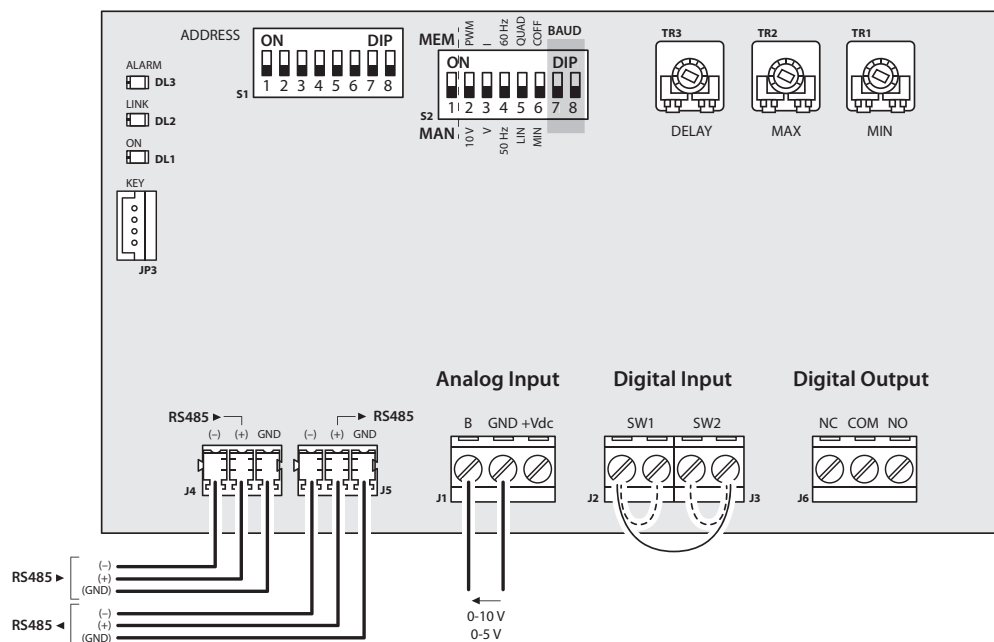 ADDRESS
ON DIP
1 2 3 4 5 6 7 8
S1
ALARM
DL3
LINK
DL2
ON
DL1
KEY
JP3
MEM PWM I 60 Hz QUAD COFF BAUD
ON DIP
1 2 3 4 5 6 7 8
S2
MAN 10 V V 50 Hz LIN MIN
TR3 TR2 TR1
DELAY MAX MIN
Analog Input Digital Input Digital Output
RS485 ► ► RS485
(–) (+) GND (–) (+) GND
B GND +Vdc
SW1 SW2
NC COM NO
J4 J5 J1 J2 J3 J6
RS485 ► (–)
(+)
(GND)
RS485 ◄ (–)
(+)
(GND)
0-10 V
0-5 V